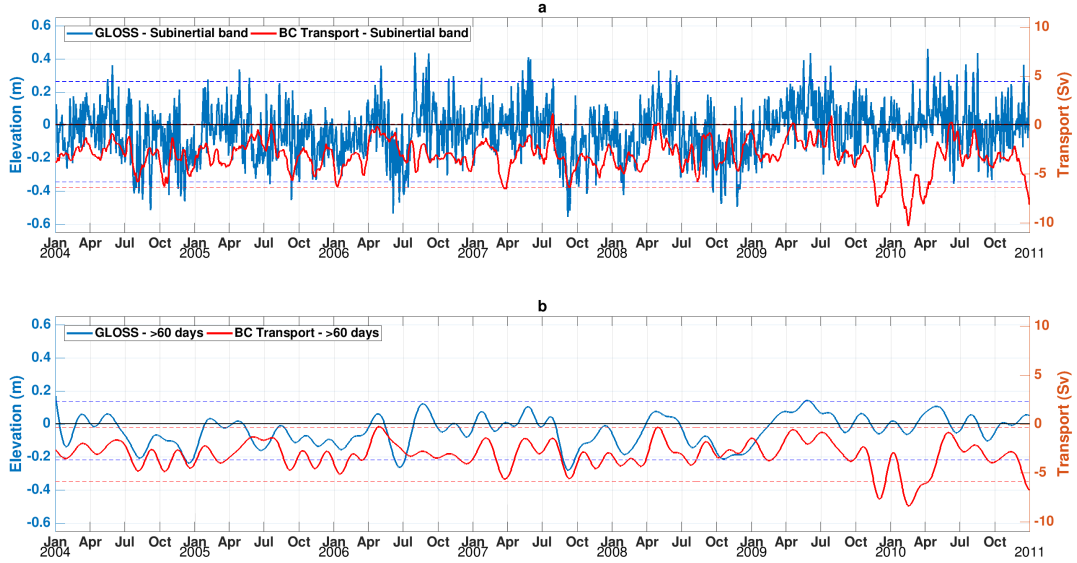 a
GLOSS - Subinertial band BC Transport - Subinertial band
Elevation (m)
0.6
0.4
0.2
0
-0.2
-0.4
-0.6
Transport (Sv)
10
5
0
-5
-10
Jan Apr Jul Oct Jan Apr Jul Oct Jan Apr Jul Oct Jan Apr Jul Oct Jan Apr Jul Oct Jan Apr Jul Oct Jan Apr Jul Oct
2004 2005 2006 2007 2008 2009 2010 2011
b
GLOSS - >60 days BC Transport - >60 days
Elevation (m)
0.6
0.4
0.2
0
-0.2
-0.4
-0.6
Transport (Sv)
10
5
0
-5
-10
Jan Apr Jul Oct Jan Apr Jul Oct Jan Apr Jul Oct Jan Apr Jul Oct Jan Apr Jul Oct Jan Apr Jul Oct Jan Apr Jul Oct
2004 2005 2006 2007 2008 2009 2010 2011